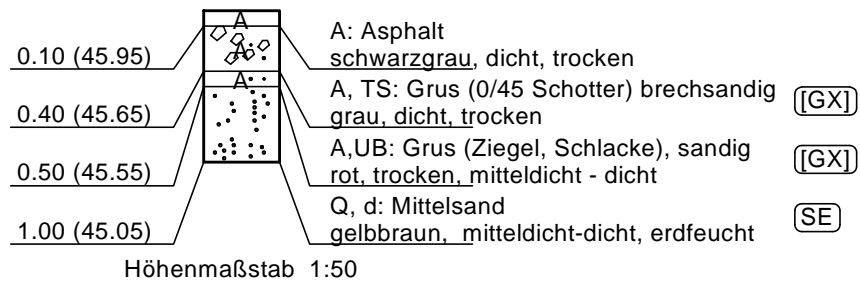 A
A
A
0.10 (45.95)
A: Asphalt
schwarzgrau, dicht, trocken
0.40 (45.65)
A, TS: Grus (0/45 Schotter) brechsandig
grau, dicht, trocken
[GX]
0.50 (45.55)
A,UB: Grus (Ziegel, Schlacke), sandig
rot, trocken, mitteldicht - dicht
[GX]
1.00 (45.05)
Q, d: Mittelsand
gelbbraun, mitteldicht-dicht, erdfeucht
SE
Höhenmaßstab 1:50